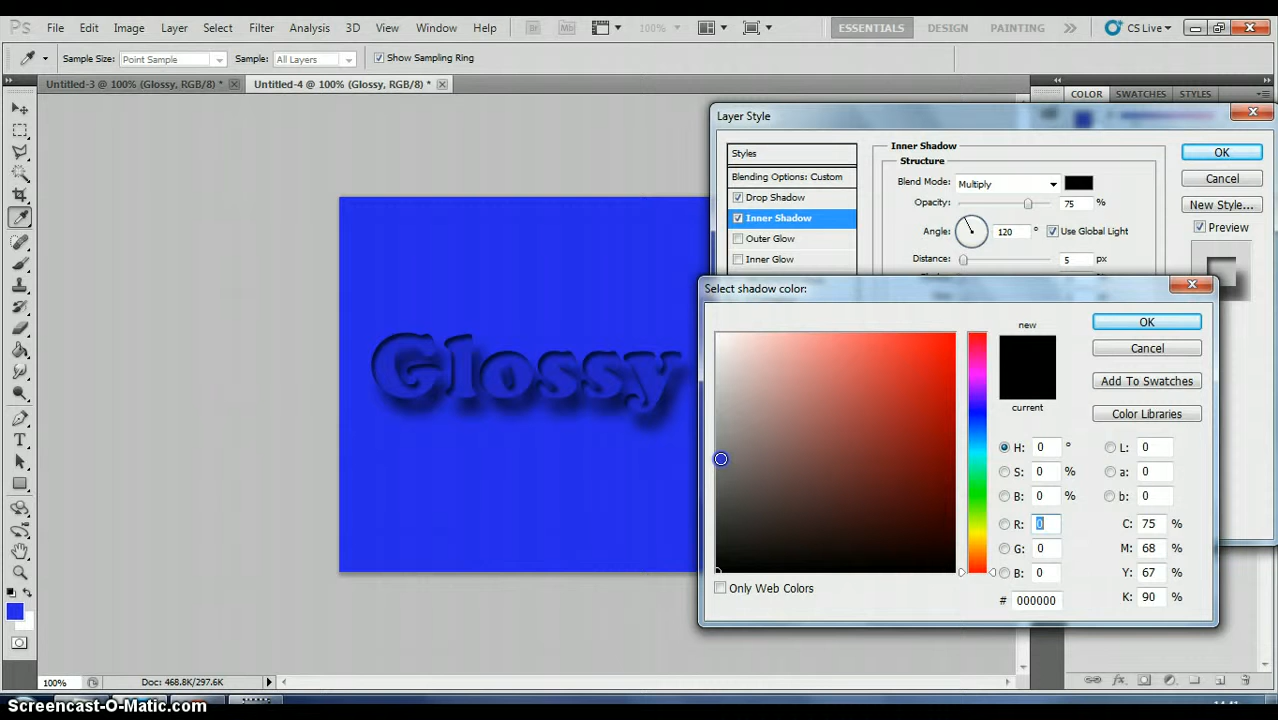 Ps File Edit Image Layer Select Filter Analysis 3D View Window Help Br Mb 100% ESSENTIALS DESIGN PAINTING CS Live
Sample Size: Point Sample Sample: All Layers Show Sampling Ring
Untitled-3 @ 100% (Glossy, RGB/8) * Untitled-4 @ 100% (Glossy, RGB/8) *
COLOR SWATCHES STYLES
Layer Style
Styles
Blending Options: Custom
Drop Shadow
Inner Shadow
Outer Glow
Inner Glow
Inner Shadow
Structure
Blend Mode: Multiply
Opacity: 75 %
Angle: 120 ° Use Global Light
Distance: 5 px
OK
Cancel
New Style...
Preview
Glossy
Select shadow color:
new
current
OK
Cancel
Add To Swatches
Color Libraries
H: 0 ° L: 0
S: 0 % a: 0
B: 0 % b: 0
R: 0 C: 75 %
G: 0 M: 68 %
B: 0 Y: 67 %
# 000000 K: 90 %
Only Web Colors
100% Doc: 468.8K/297.6K
Screencast-O-Matic.com